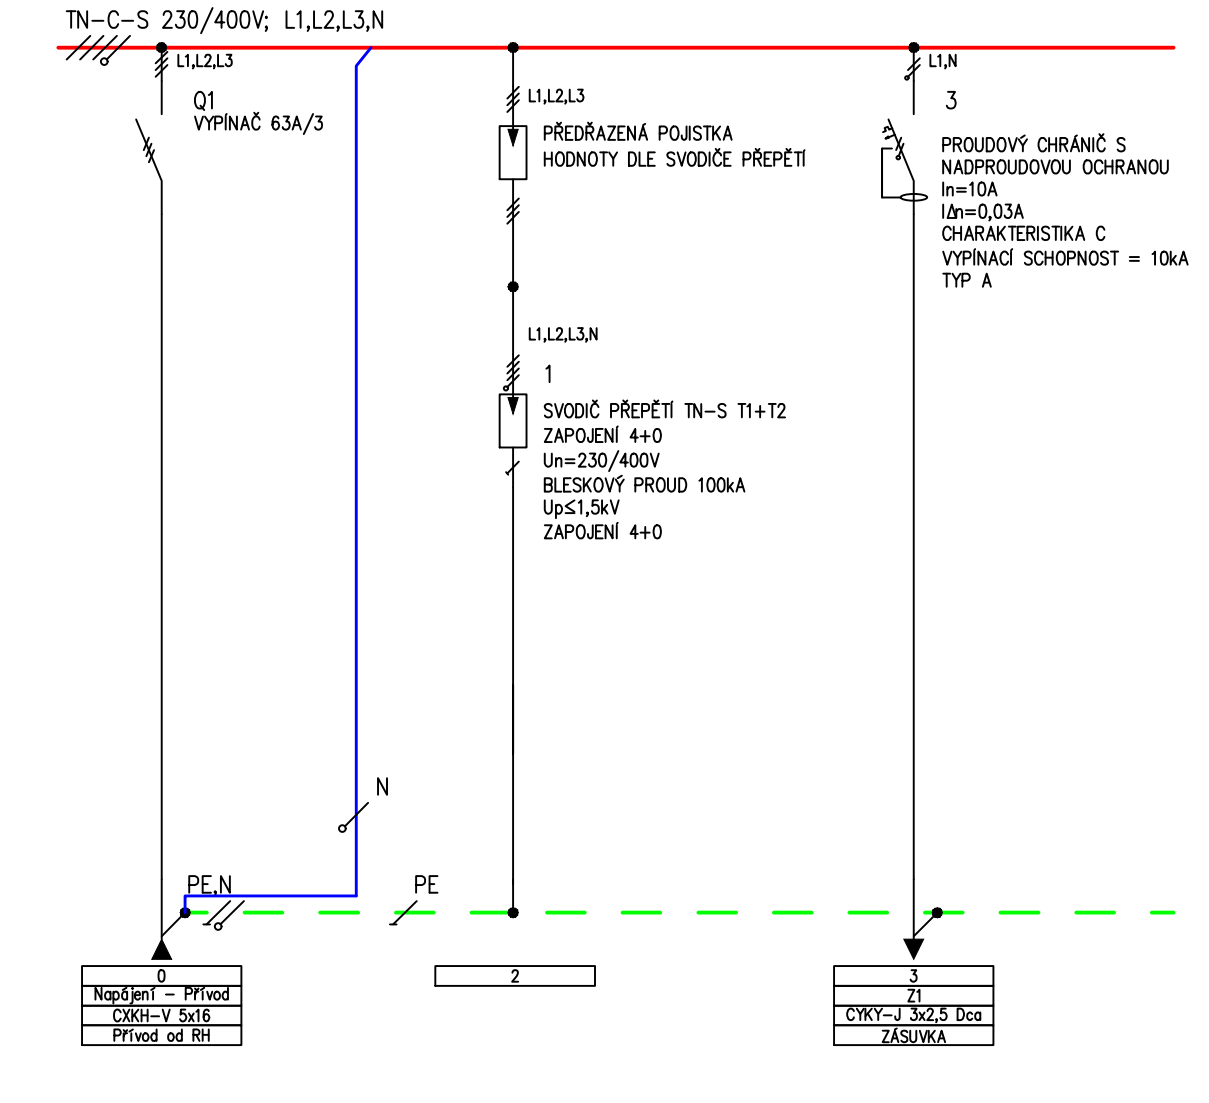 TN-C-S 230/400V; L1,L2,L3,N
L1,L2,L3
Q1
VYPÍNAČ 63A/3
L1,L2,L3
PŘEDŘAZENÁ POJISTKA
HODNOTY DLE SVODIČE PŘEPĚTÍ
L1,L2,L3,N
1
SVODIČ PŘEPĚTÍ TN-S T1+T2
ZAPOJENÍ 4+0
Un=230/400V
BLESKOVÝ PROUD 100kA
Up≤1,5kV
ZAPOJENÍ 4+0
L1,N
3
PROUDOVÝ CHRÁNIČ S
NADPROUDOVOU OCHRANOU
In=10A
IΔn=0,03A
CHARAKTERISTIKA C
VYPÍNACÍ SCHOPNOST = 10kA
TYP A
N
PE,N
PE
0
Napájení - Přívod
CXKH-V 5x16
Přívod od RH
2
3
Z1
CYKY-J 3x2,5 Dca
ZÁSUVKA